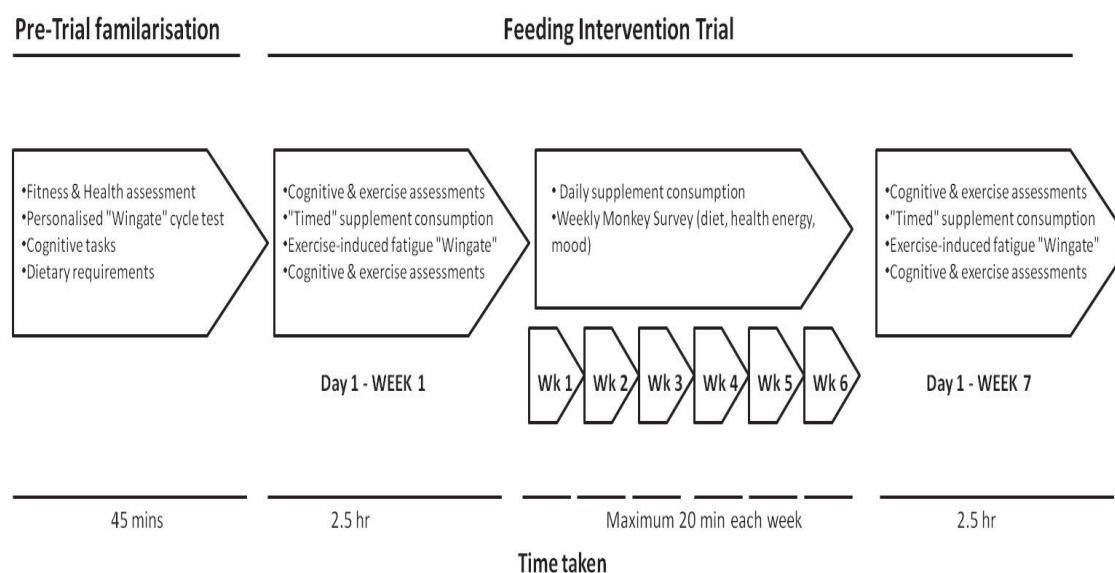 Pre-Trial familarisation
Feeding Intervention Trial
•Fitness & Health assessment
•Personalised "Wingate" cycle test
•Cognitive tasks
•Dietary requirements
•Cognitive & exercise assessments
•"Timed" supplement consumption
•Exercise-induced fatigue "Wingate"
•Cognitive & exercise assessments
• Daily supplement consumption
•Weekly Monkey Survey (diet, health energy,
mood)
•Cognitive & exercise assessments
•"Timed" supplement consumption
•Exercise-induced fatigue "Wingate"
•Cognitive & exercise assessments
Day 1 - WEEK 1
Wk 1
Wk 2
Wk 3
Wk 4
Wk 5
Wk 6
Day 1 - WEEK 7
45 mins
2.5 hr
Maximum 20 min each week
2.5 hr
Time taken